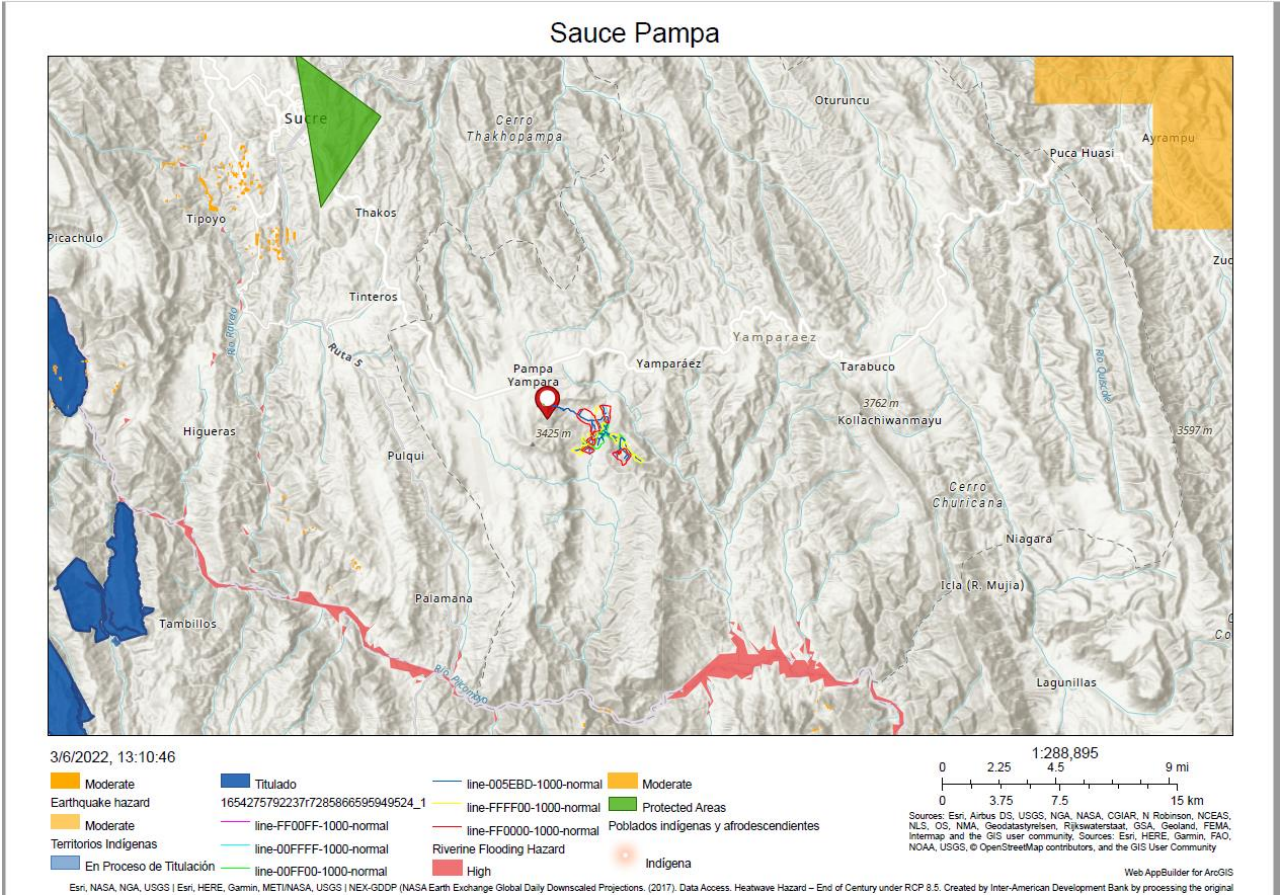 Sauce Pampa
Oturuncu
Sucre
Cerro
Thakhopampa
Ayrampu
Puca Huasi
Tipoyo
Thakos
Picachulo
Tinteros
Río Ravelo
Ruta 5
Yamparaez
Pampa
Yampara
Yamparáez
Tarabuco
Río Quiscole
3762 m
Kollachiwanmayu
3425 m
3597 m
Higueras
Pulqui
Cerro
Churicana
Niagara
Icla (R. Mujia)
Palamana
Tambillos
Río Pilcomayo
Lagunillas
3/6/2022, 13:10:46
Moderate
Earthquake hazard
Moderate
Territorios Indígenas
En Proceso de Titulación
Titulado
1654275792237r7285866595949524_1
line-FF00FF-1000-normal
line-00FFFF-1000-normal
line-00FF00-1000-normal
line-005EBD-1000-normal
line-FFFF00-1000-normal
line-FF0000-1000-normal
Riverine Flooding Hazard
High
Moderate
Protected Areas
Poblados indígenas y afrodescendientes
Indígena
1:288,895
0 2.25 4.5 9 mi
0 3.75 7.5 15 km
Sources: Esri, Airbus DS, USGS, NGA, NASA, CGIAR, N Robinson, NCEAS,
NLS, OS, NMA, Geodatastyrelsen, Rijkswaterstaat, GSA, Geoland, FEMA,
Intermap and the GIS user community, Sources: Esri, HERE, Garmin, FAO,
NOAA, USGS, © OpenStreetMap contributors, and the GIS User Community
Web AppBuilder for ArcGIS
Esri, NASA, NGA, USGS | Esri, HERE, Garmin, METI/NASA, USGS | NEX-GDDP (NASA Earth Exchange Global Daily Downscaled Projections. (2017). Data Access. Heatwave Hazard – End of Century under RCP 8.5. Created by Inter-American Development Bank by processing the original